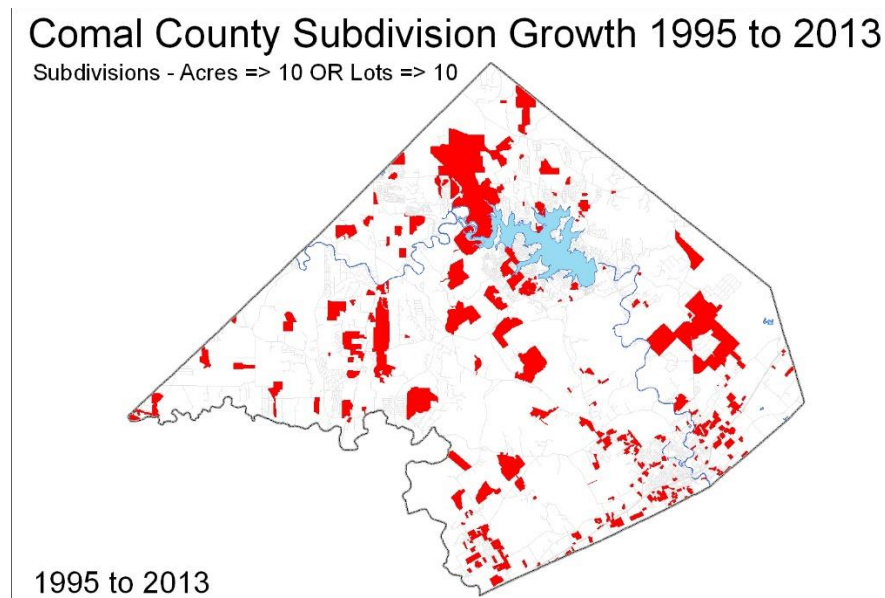 Comal County Subdivision Growth 1995 to 2013
Subdivisions - Acres => 10 OR Lots => 10
1995 to 2013